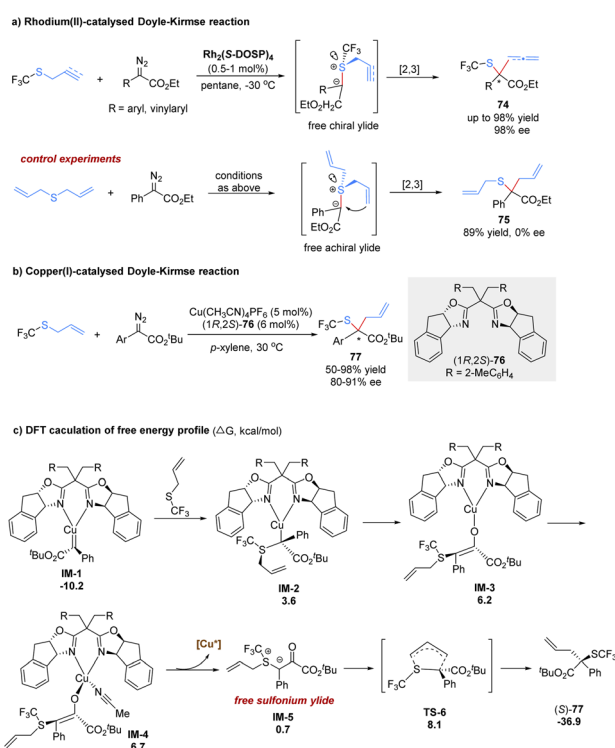 a) Rhodium(II)-catalysed Doyle-Kirmse reaction
F3C S
+
N2
R CO2Et
R = aryl, vinylaryl
Rh2(S-DOSP)4
(0.5-1 mol%)
pentane, -30 °C
CF3
S
⊕
⊖
R
EtO2H2C
free chiral ylide
[2,3]
F3C S
R * CO2Et
74
up to 98% yield
98% ee
control experiments
S
+
N2
Ph CO2Et
conditions
as above
S
⊕
⊖
Ph
CO2Et
free achiral ylide
[2,3]
S
Ph CO2Et
75
89% yield, 0% ee
b) Copper(I)-catalysed Doyle-Kirmse reaction
F3C S
+
N2
Ar CO2tBu
Cu(CH3CN)4PF6 (5 mol%)
(1R,2S)-76 (6 mol%)
p-xylene, 30 °C
F3C S
Ar * CO2tBu
77
50-98% yield
80-91% ee
R R
O O
N N
(1R,2S)-76
R = 2-MeC6H4
c) DFT caculation of free energy profile (△G, kcal/mol)
R R
O O
N N
Cu
tBuO2C Ph
IM-1
-10.2
S
CF3
R R
O O
N N
Cu
F3C Ph
S CO2tBu
IM-2
3.6
R R
O O
N N
Cu
O
F3C
S OtBu
Ph
IM-3
6.2
R R
O O
N N
Cu
O N
Me
F3C
S CO2tBu
Ph
IM-4
6.7
[Cu*]
F3C ⊕ ⊖ O
S CO2tBu
Ph
free sulfonium ylide
IM-5
0.7
S CO2tBu
F3C Ph
TS-6
8.1
SCF3
tBuO2C Ph
(S)-77
-36.9